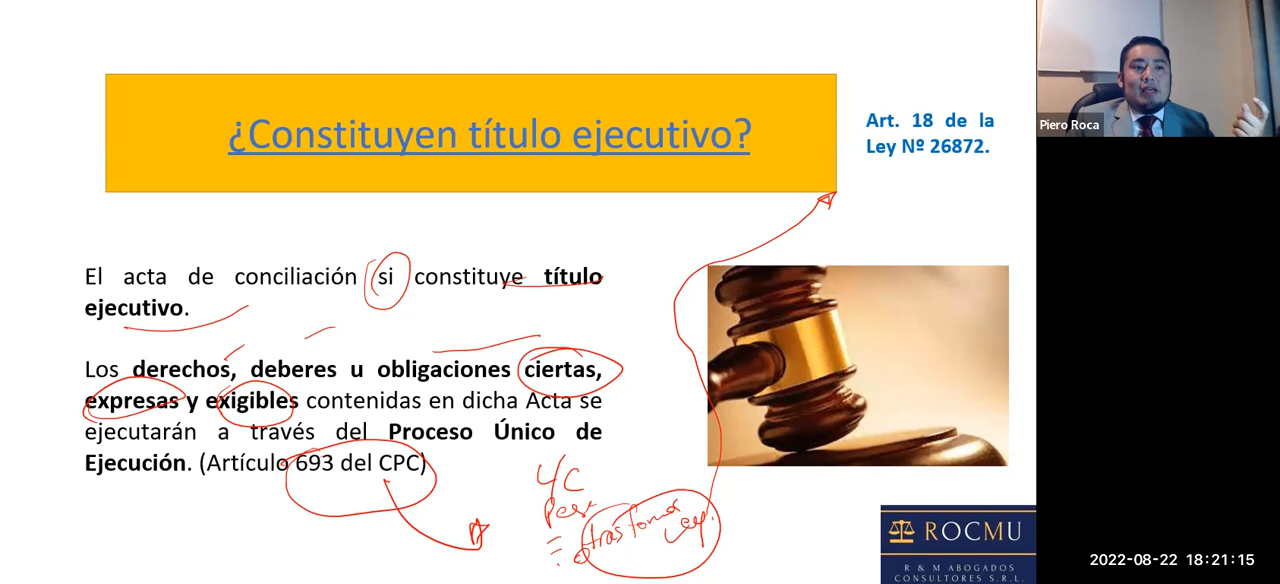 ¿Constituyen título ejecutivo?
Art. 18 de la
Ley Nº 26872.
Piero Roca
El acta de conciliación si constituye título
ejecutivo.
Los derechos, deberes u obligaciones ciertas,
expresas y exigibles contenidas en dicha Acta se
ejecutarán a través del Proceso Único de
Ejecución. (Artículo 693 del CPC)
ROCMU
R & M ABOGADOS
CONSULTORES S.R.L.
2022-08-22 18:21:15